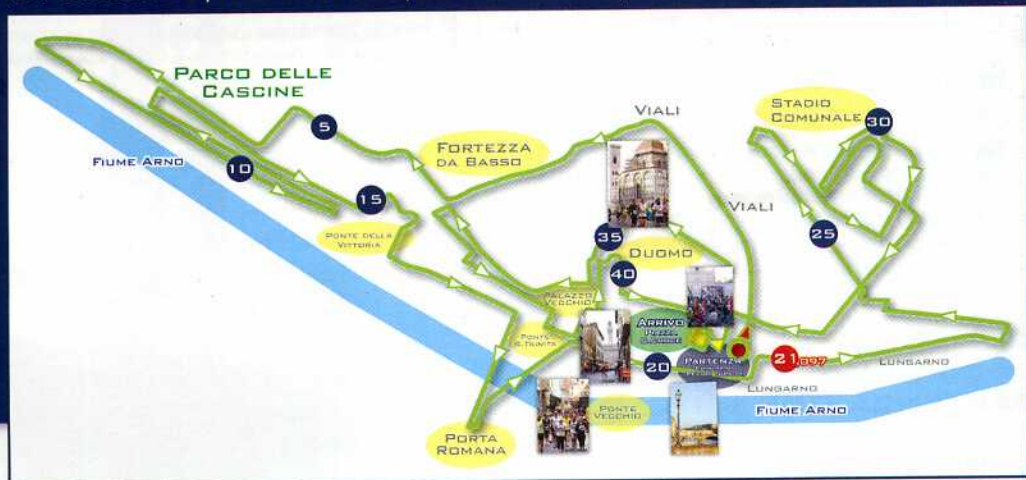 PARCO DELLE
CASCINE
5
FIUME ARNO
10
15
PONTE DELLA
VITTORIA
FORTEZZA
DA BASSO
VIALI
STADIO
COMUNALE
30
VIALI
25
35
DUOMO
40
PALAZZO
VECCHIO
ARRIVO
PIAZZA
S. CROCE
PONTE
S. TRINITA
20
PARTENZA
21,097
LUNGARNO
LUNGARNO
PONTE
VECCHIO
FIUME ARNO
PORTA
ROMANA